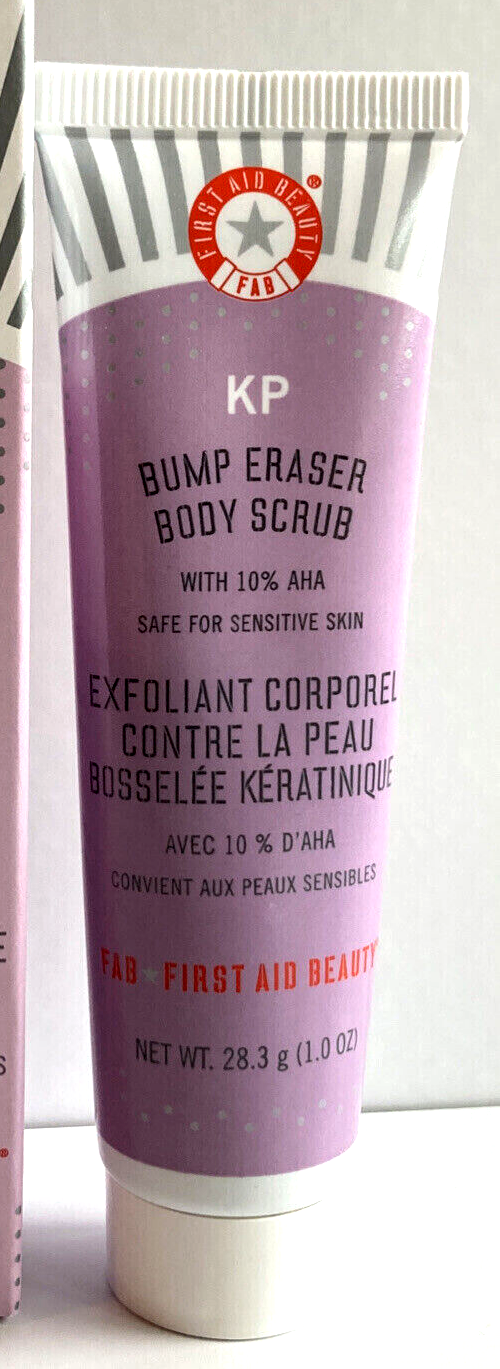 FIRST AID BEAUTY®
FAB
KP
BUMP ERASER
BODY SCRUB
WITH 10% AHA
SAFE FOR SENSITIVE SKIN
EXFOLIANT CORPOREL
CONTRE LA PEAU
BOSSELÉE KÉRATINIQUE
AVEC 10 % D'AHA
CONVIENT AUX PEAUX SENSIBLES
FAB FIRST AID BEAUTY
NET WT. 28.3 g (1.0 OZ)